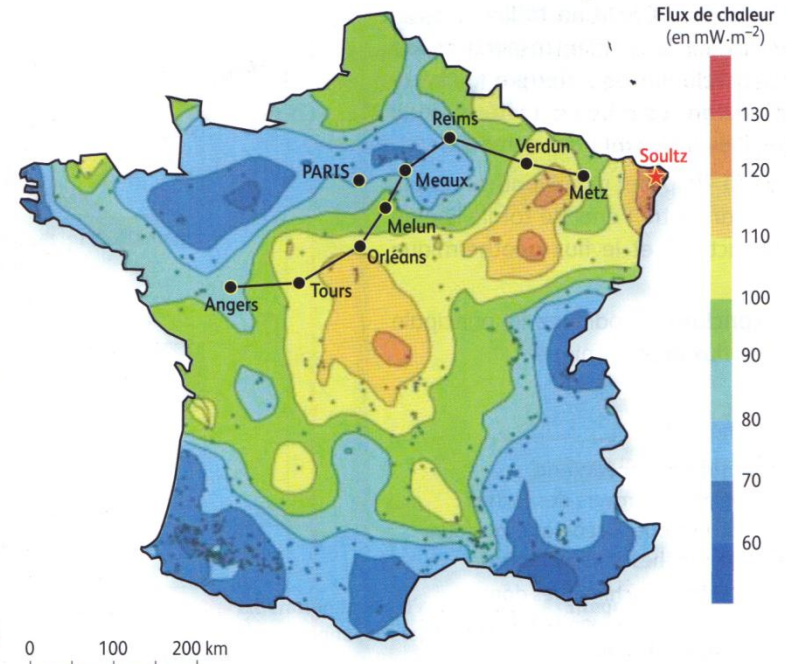 Flux de chaleur
(en mW·m⁻²)
130
120
110
100
90
80
70
60
Reims
Verdun
Soultz
PARIS
Meaux
Metz
Melun
Orléans
Angers
Tours
0 100 200 km